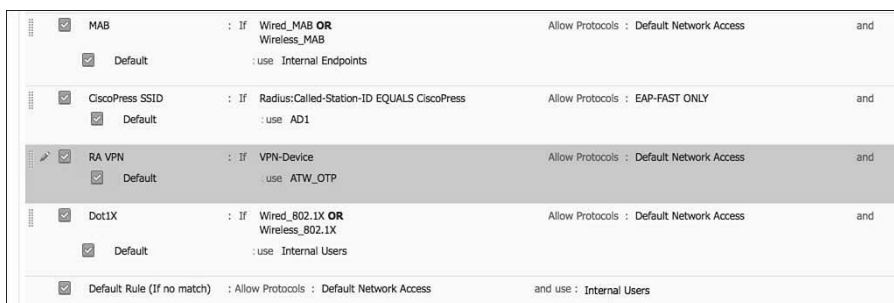 MAB : If Wired_MAB OR Allow Protocols : Default Network Access and
Wireless_MAB
Default : use Internal Endpoints
CiscoPress SSID : If Radius:Called-Station-ID EQUALS CiscoPress Allow Protocols : EAP-FAST ONLY and
Default : use AD1
RA VPN : If VPN-Device Allow Protocols : Default Network Access and
Default : use ATW_OTP
Dot1X : If Wired_802.1X OR Allow Protocols : Default Network Access and
Wireless_802.1X
Default : use Internal Users
Default Rule (If no match) : Allow Protocols : Default Network Access and use : Internal Users